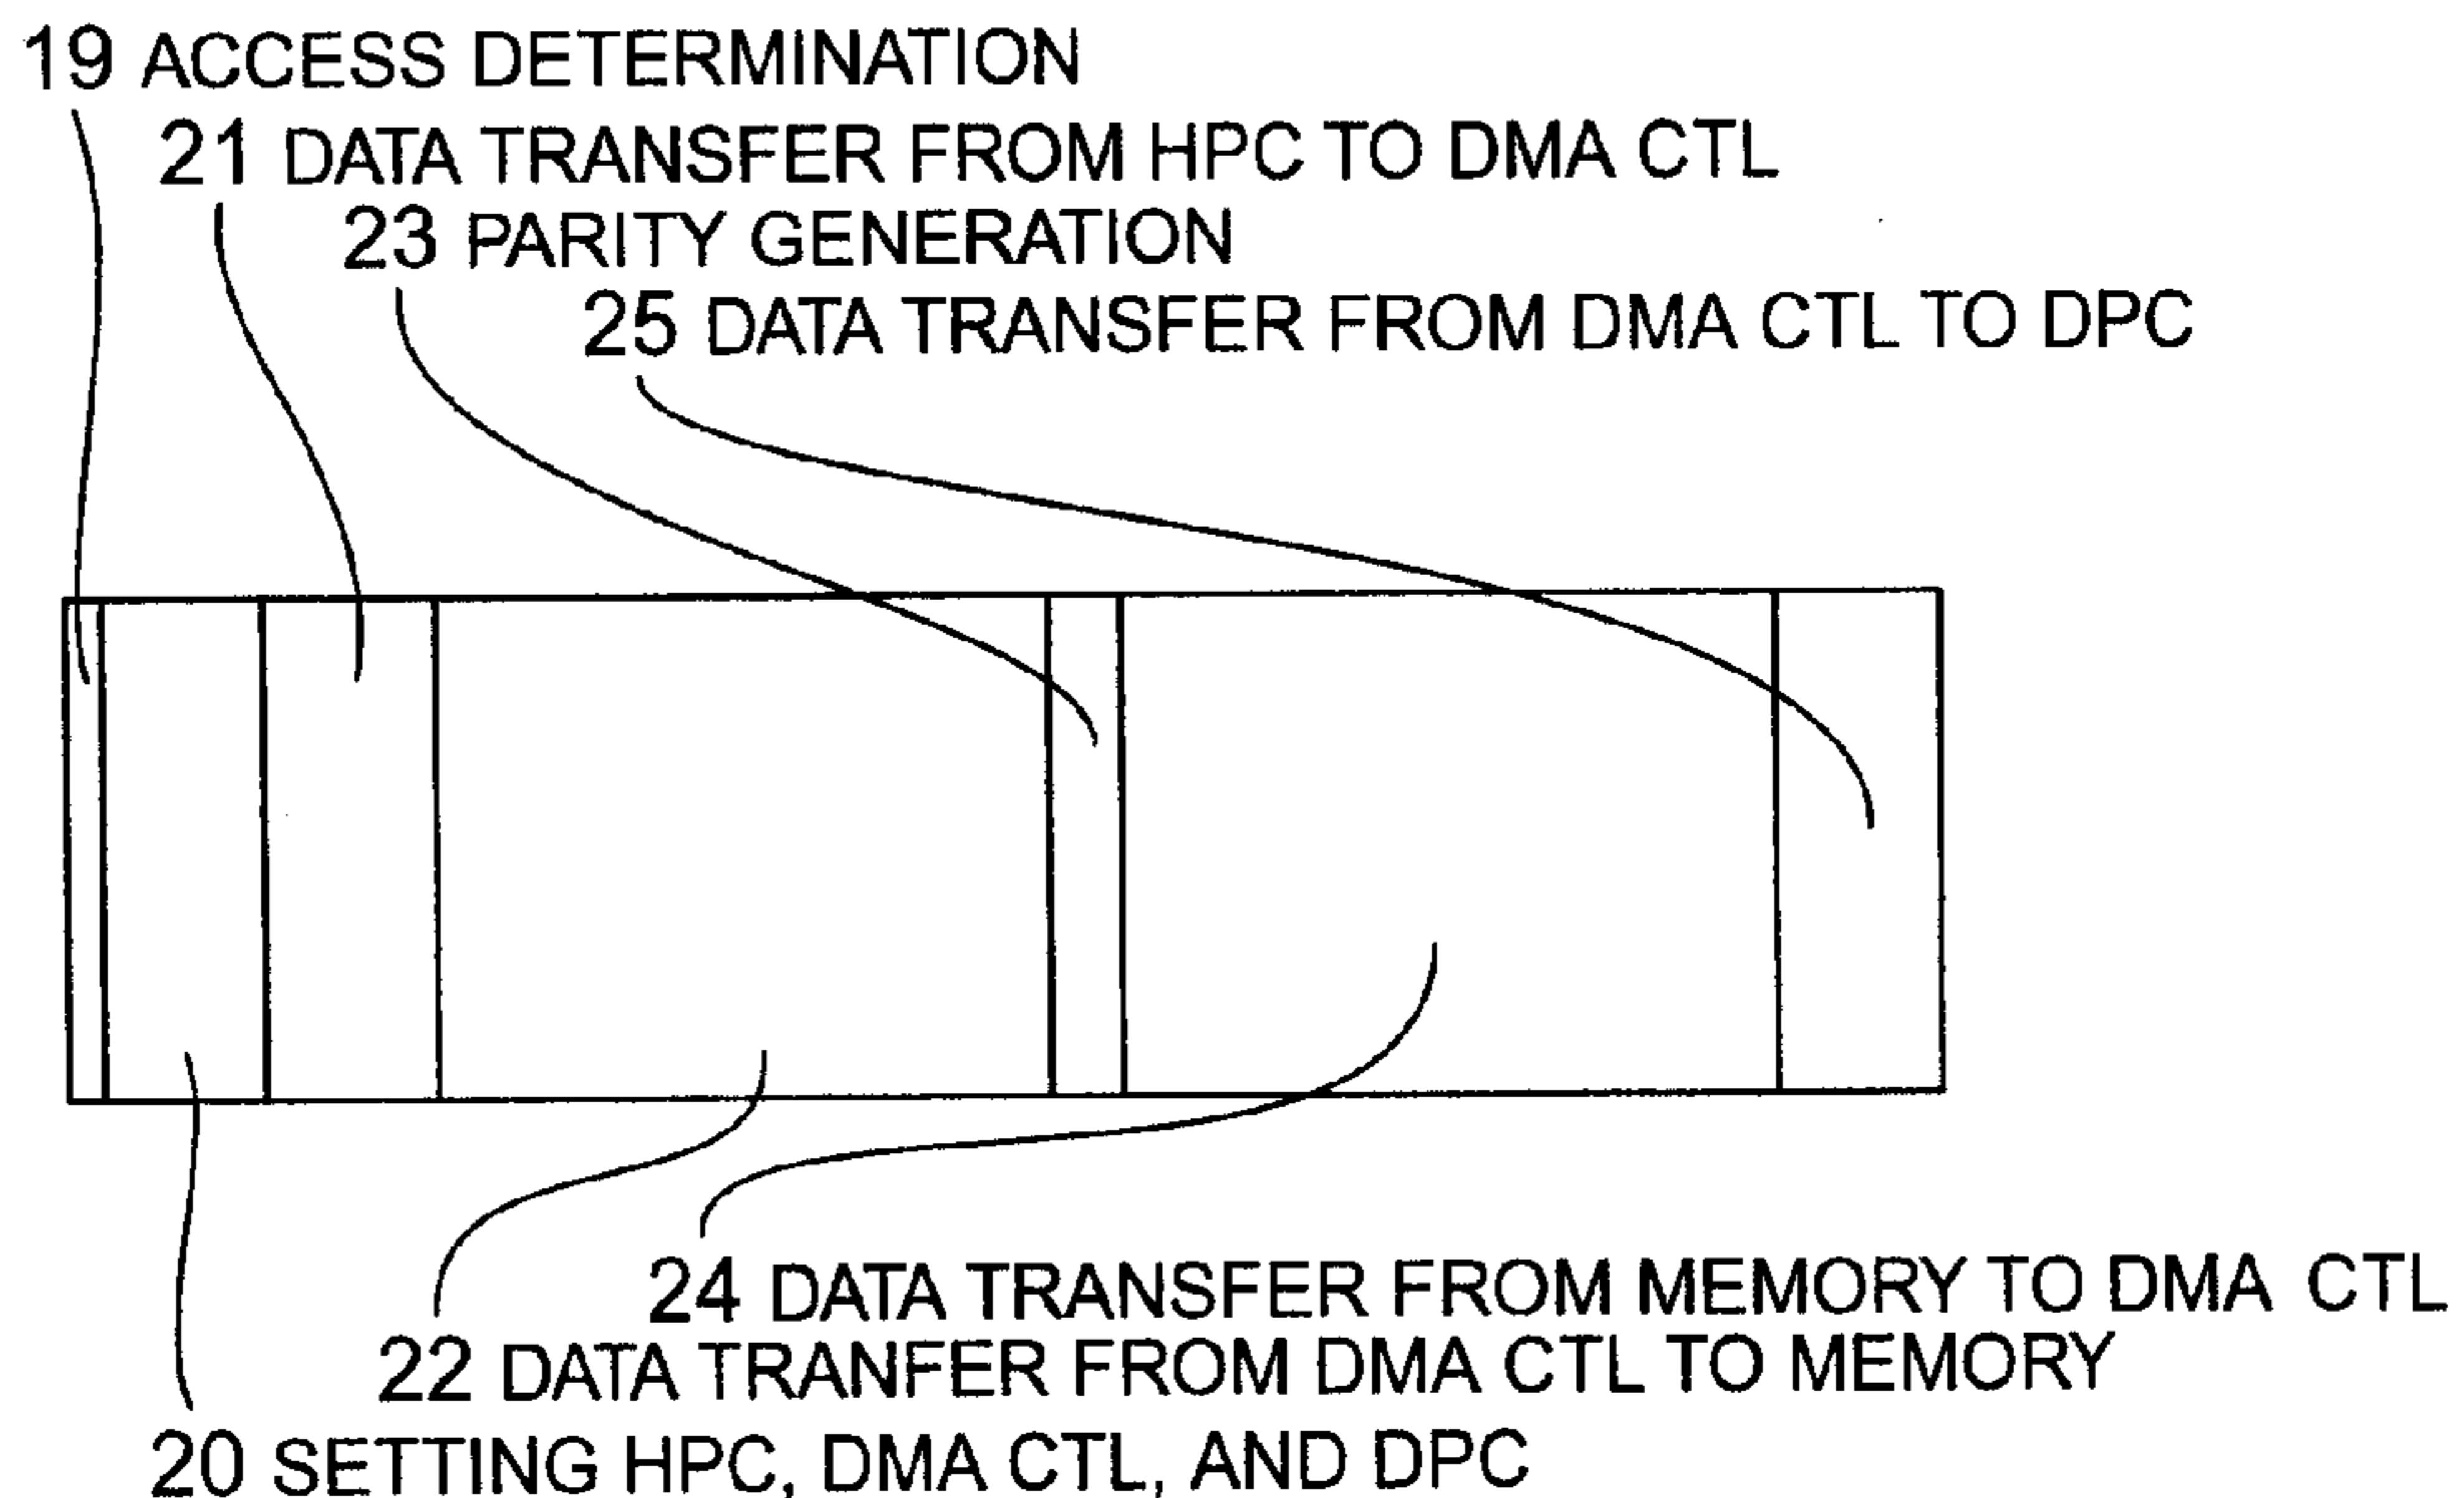 19 ACCESS DETERMINATION
21 DATA TRANSFER FROM HPC TO DMA CTL
23 PARITY GENERATION
25 DATA TRANSFER FROM DMA CTL TO DPC
24 DATA TRANSFER FROM MEMORY TO DMA CTL
22 DATA TRANFER FROM DMA CTL TO MEMORY
20 SETTING HPC, DMA CTL, AND DPC